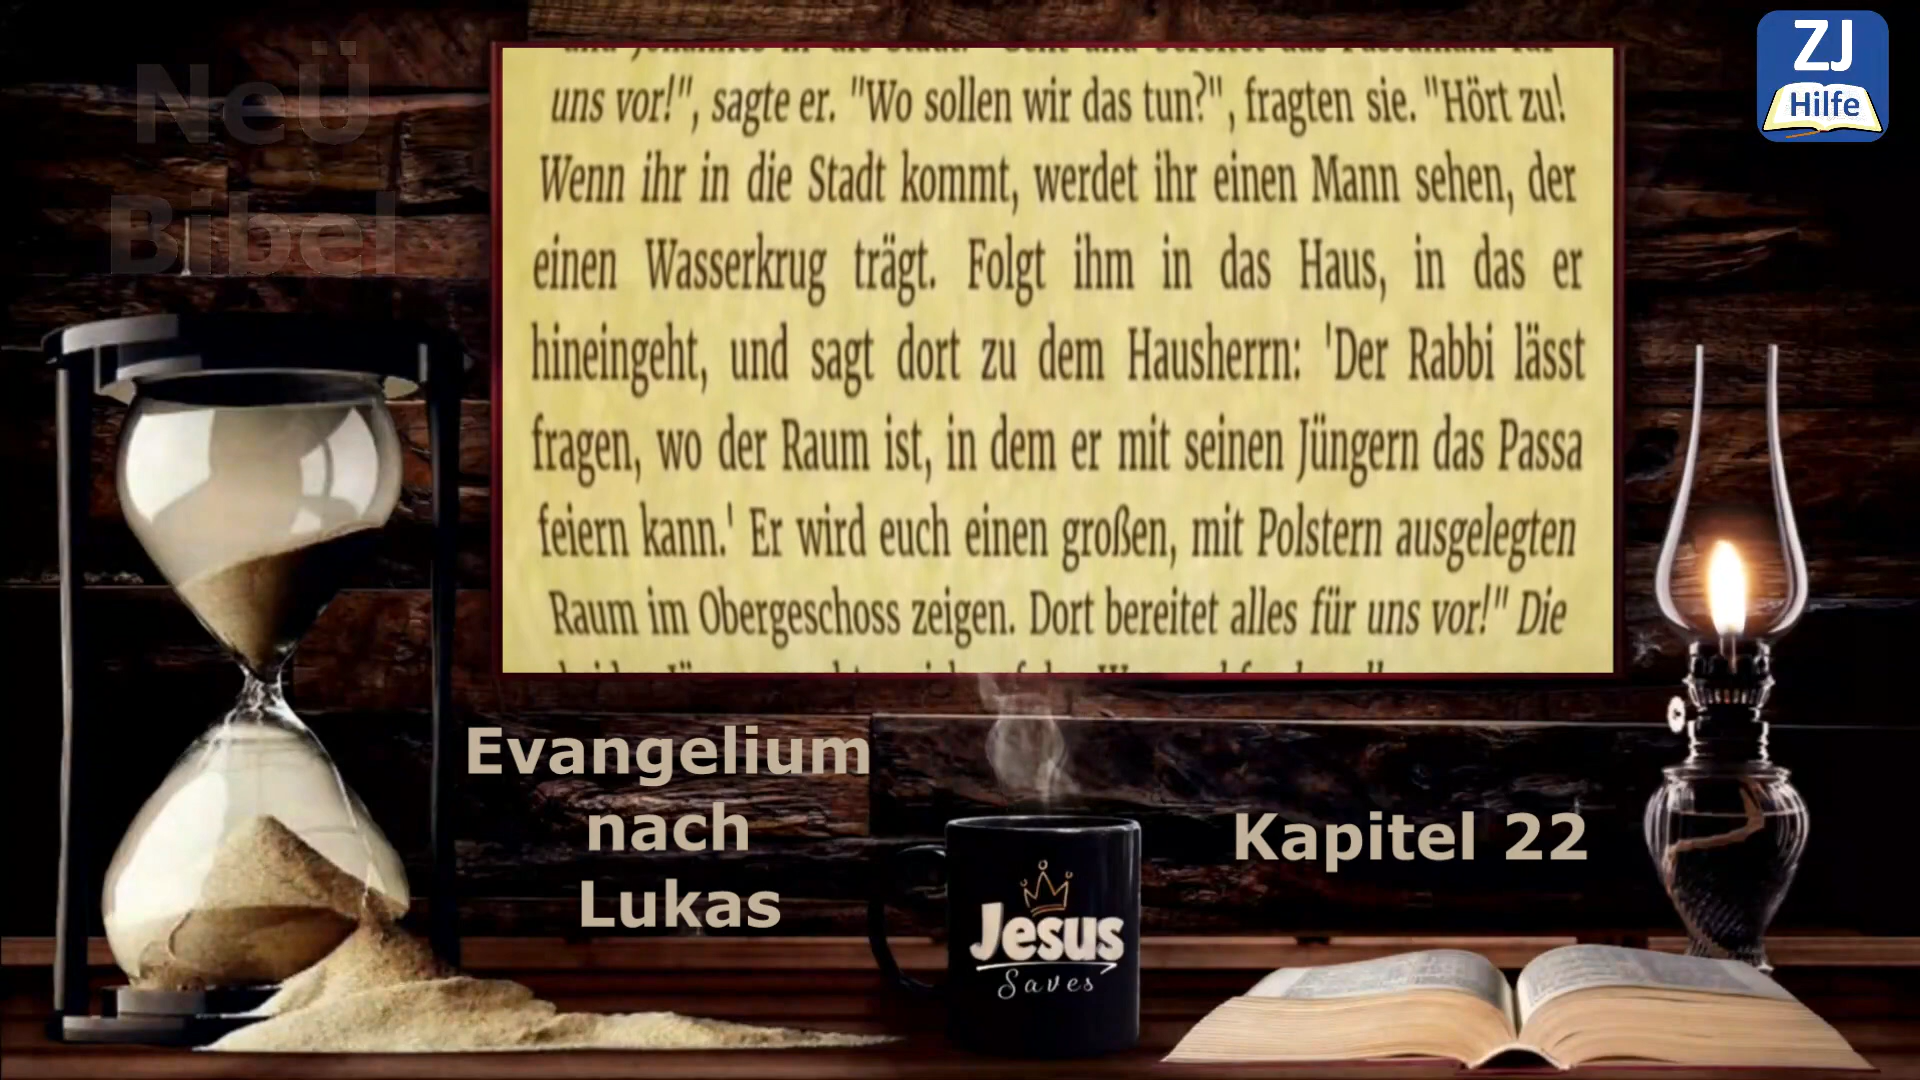 NeÜ
Bibel
ZJ
Hilfe
uns vor!", sagte er. "Wo sollen wir das tun?", fragten sie. "Hört zu!
Wenn ihr in die Stadt kommt, werdet ihr einen Mann sehen, der
einen Wasserkrug trägt. Folgt ihm in das Haus, in das er
hineingeht, und sagt dort zu dem Hausherrn: 'Der Rabbi lässt
fragen, wo der Raum ist, in dem er mit seinen Jüngern das Passa
feiern kann.' Er wird euch einen großen, mit Polstern ausgelegten
Raum im Obergeschoss zeigen. Dort bereitet alles für uns vor!" Die
Evangelium
nach
Lukas
Kapitel 22
Jesus
Saves